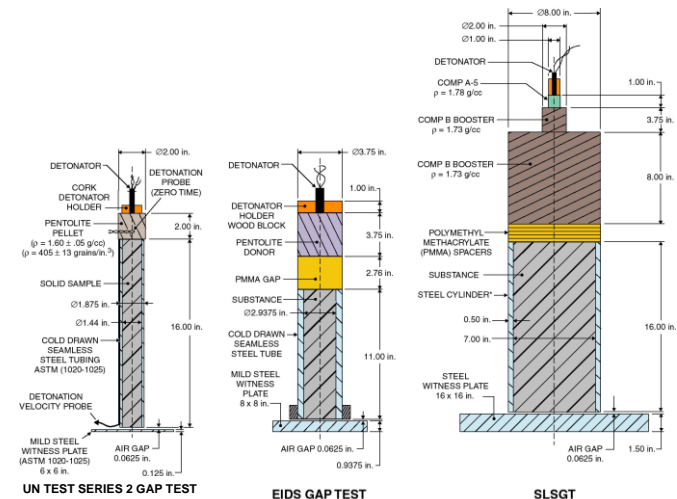 ∅2.00 in.
DETONATOR
CORK
DETONATOR
HOLDER
DETONATION
PROBE
(ZERO TIME)
PENTOLITE
PELLET
(ρ = 1.60 ± .05 g/cc)
(ρ = 405 ± 13 grains/in.³)
2.00 in.
SOLID SAMPLE
∅1.875 in.
∅1.44 in.
16.00 in.
COLD DRAWN
SEAMLESS
STEEL TUBING
ASTM (1020-1025)
DETONATION
VELOCITY PROBE
MILD STEEL
WITNESS PLATE
(ASTM 1020-1025)
6 x 6 in.
AIR GAP
0.0625 in.
0.125 in.
UN TEST SERIES 2 GAP TEST
∅3.75 in.
DETONATOR
1.00 in.
DETONATOR
HOLDER
WOOD BLOCK
3.75 in.
PENTOLITE
DONOR
PMMA GAP
2.76 in.
SUBSTANCE
∅2.9375 in.
COLD DRAWN
SEAMLESS
STEEL TUBE
11.00 in.
MILD STEEL
WITNESS
PLATE
8 x 8 in.
AIR GAP 0.0625 in.
0.9375 in.
EIDS GAP TEST
∅8.00 in.
∅2.00 in.
∅1.00 in.
DETONATOR
COMP A-5
ρ = 1.78 g/cc
1.00 in.
COMP B BOOSTER
ρ = 1.73 g/cc
3.75 in.
COMP B BOOSTER
ρ = 1.73 g/cc
8.00 in.
POLYMETHYL
METHACRYLATE
(PMMA) SPACERS
SUBSTANCE
STEEL CYLINDER*
0.50 in.
7.00 in.
16.00 in.
STEEL
WITNESS PLATE
16 x 16 in.
AIR GAP
0.0625 in.
1.50 in.
SLSGT